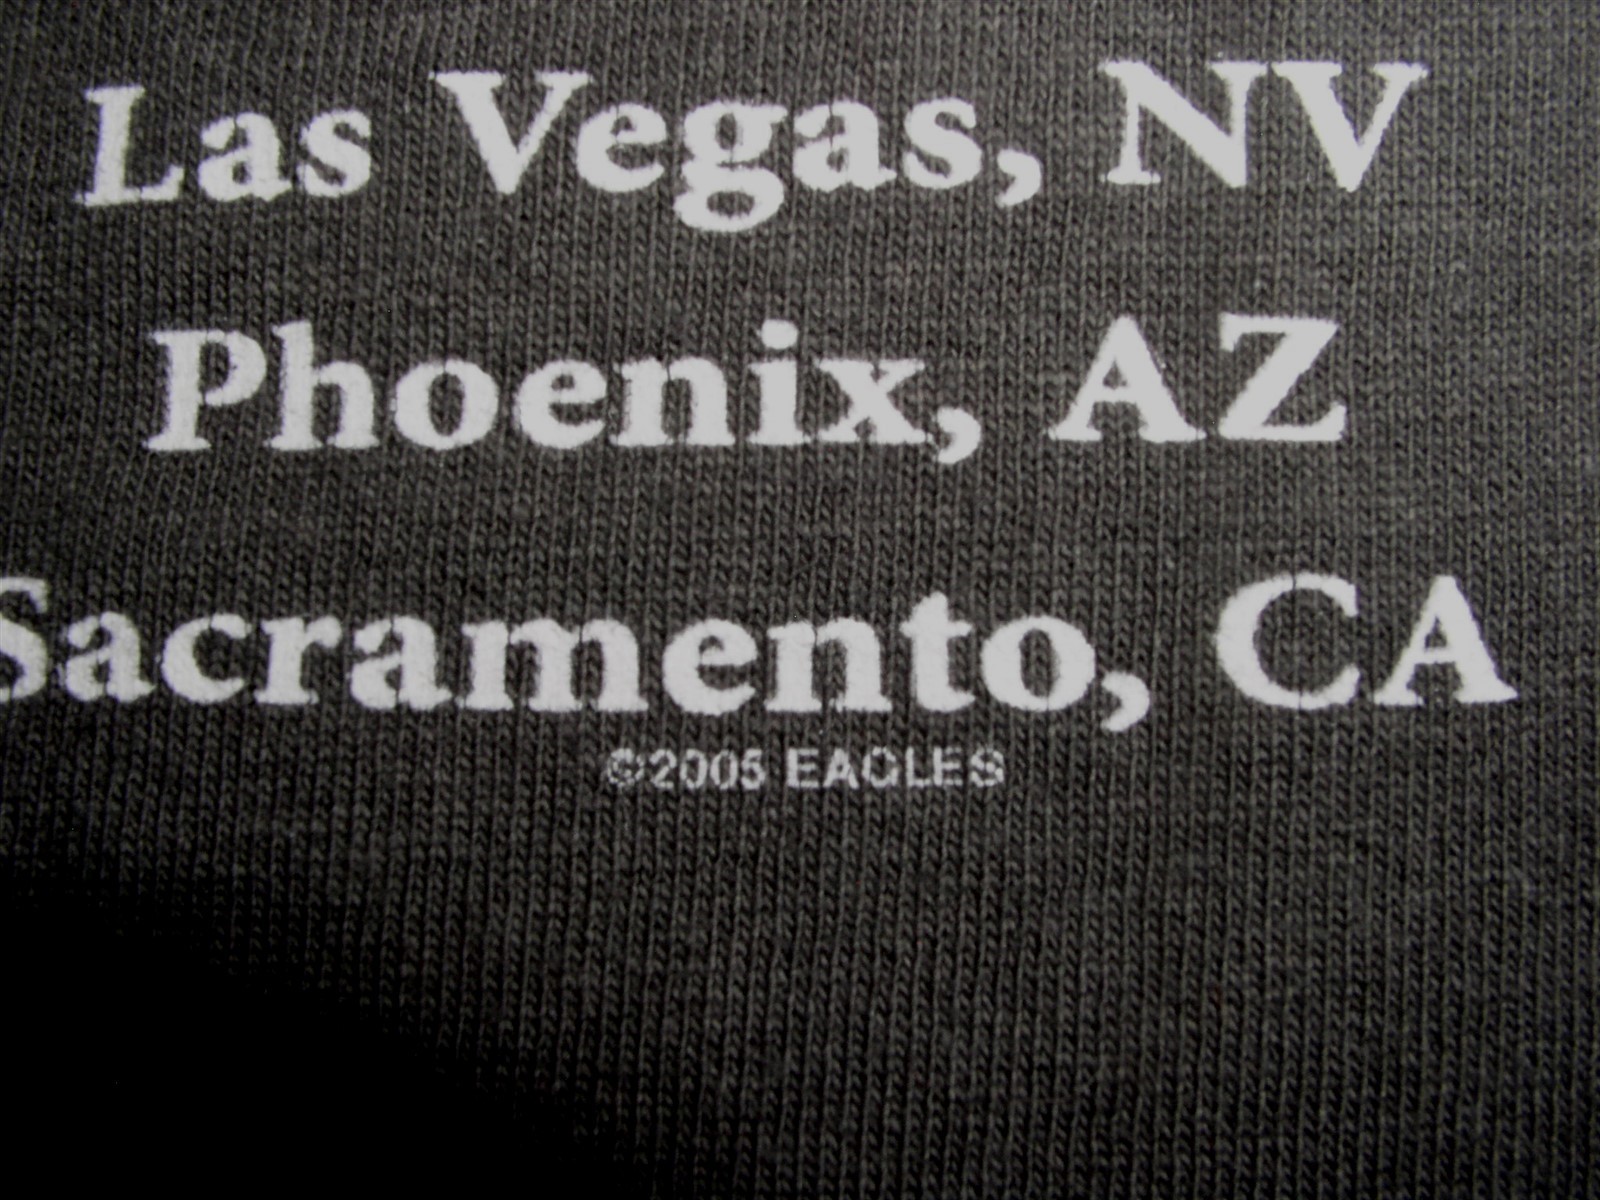 Las Vegas, NV
Phoenix, AZ
Sacramento, CA
©2005 EAGLES